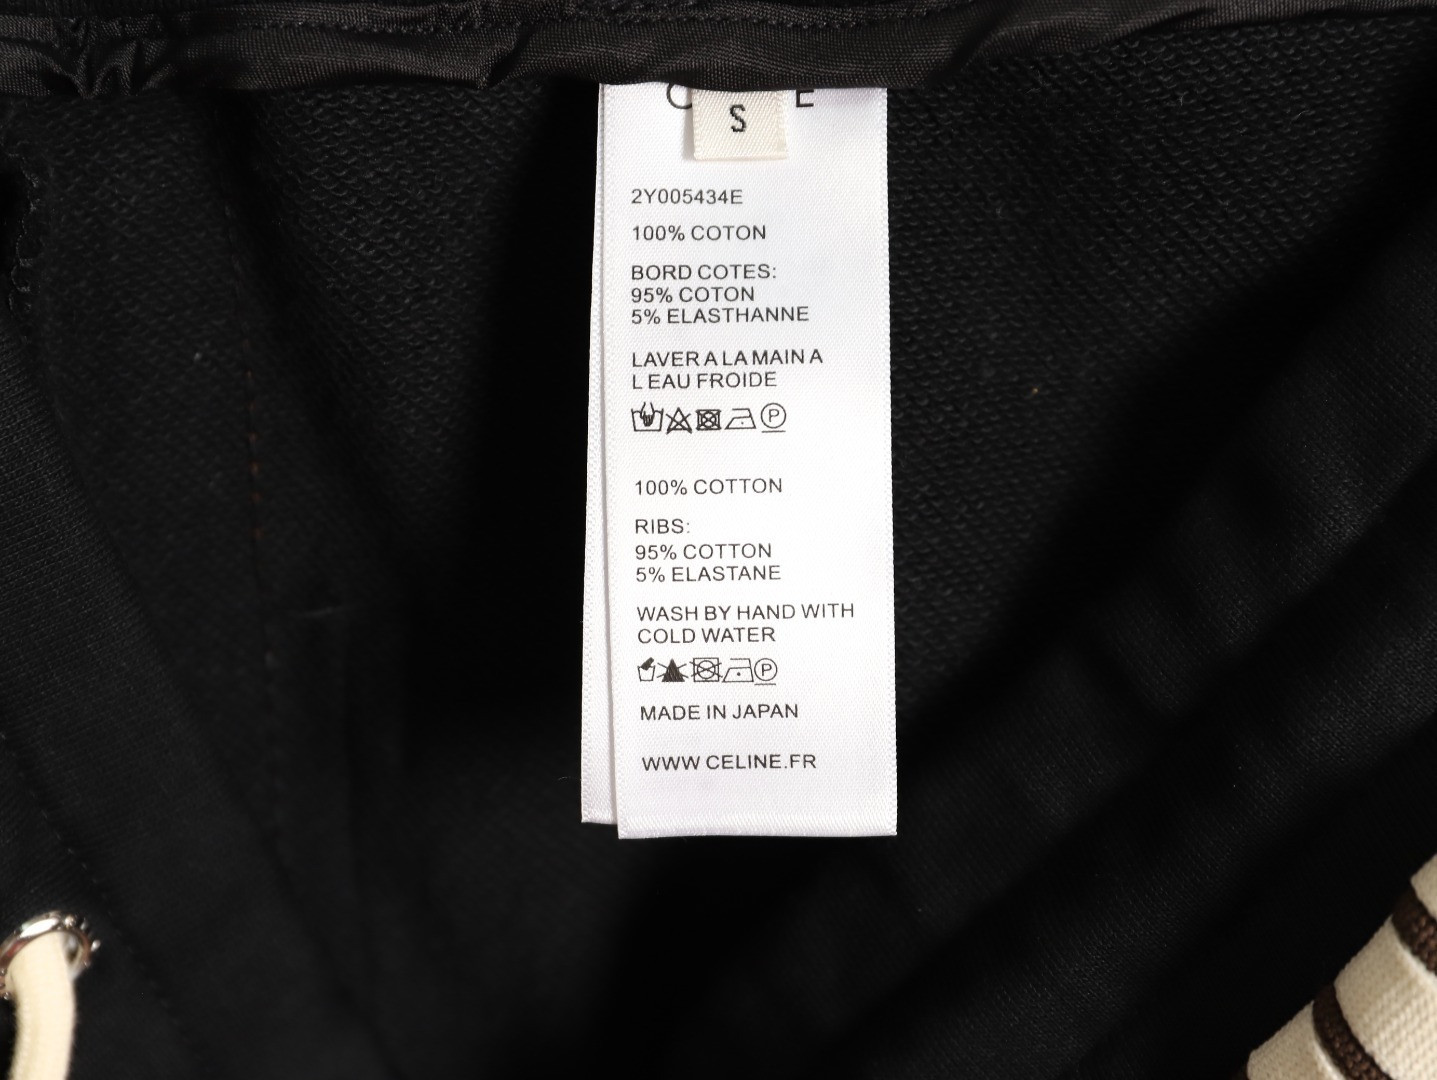 S
2Y005434E
100% COTON
BORD COTES:
95% COTON
5% ELASTHANNE
LAVER A LA MAIN A
L EAU FROIDE
P
100% COTTON
RIBS:
95% COTTON
5% ELASTANE
WASH BY HAND WITH
COLD WATER
P
MADE IN JAPAN
WWW CELINE.FR